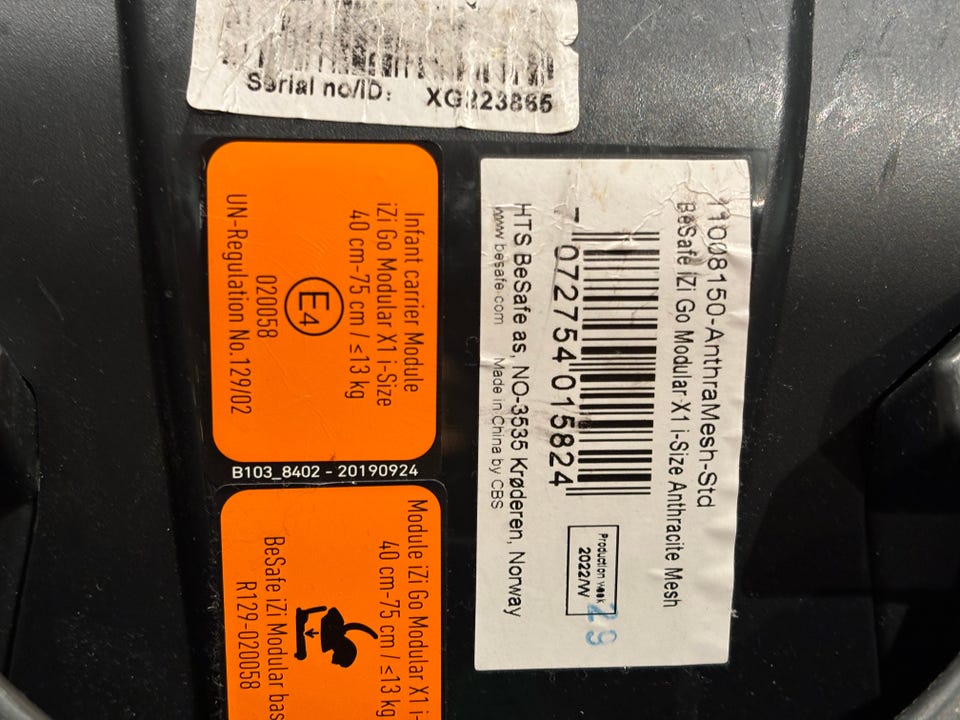 Serial no/ID: XG223865
Infant carrier Module
iZi Go Modular X1 i-Size
40 cm-75 cm / ≤13 kg
E4
020058
UN-Regulation No.129/02
B103_8402 - 20190924
Module iZi Go Modular X1 i-
40 cm-75 cm / ≤13 kg
BeSafe iZi Modular bas
R129-020058
11008150-AnthraMesh-Std
BeSafe iZi Go Modular X1 i-Size Anthracite Mesh
7 072754 015824
Production week
2022/W 29
HTS BeSafe as, NO-3535 Krøderen, Norway
www.besafe.com Made in China by CBS